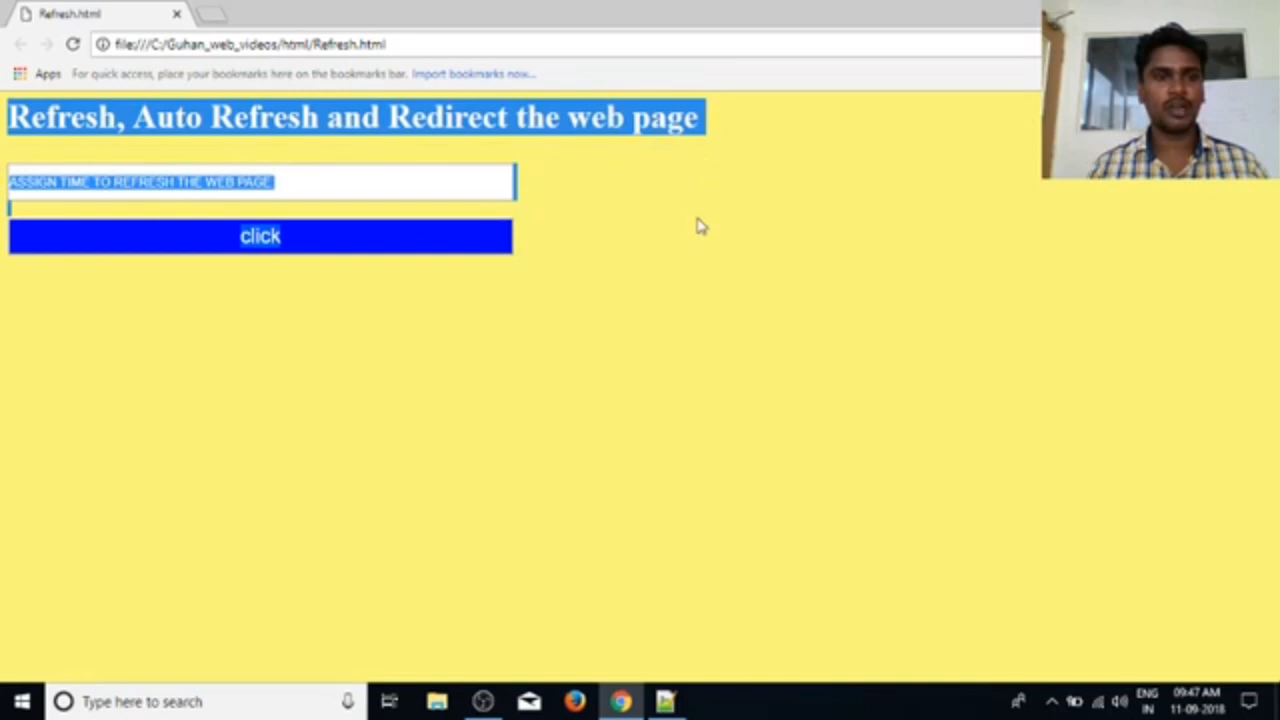 Refresh.html
file:///C:/Guhan_web_videos/html/Refresh.html
Apps For quick access, place your bookmarks here on the bookmarks bar. Import bookmarks now...
Refresh, Auto Refresh and Redirect the web page
ASSIGN TIME TO REFRESH THE WEB PAGE
click
Type here to search
ENG 09:47 AM
IN 11-09-2018